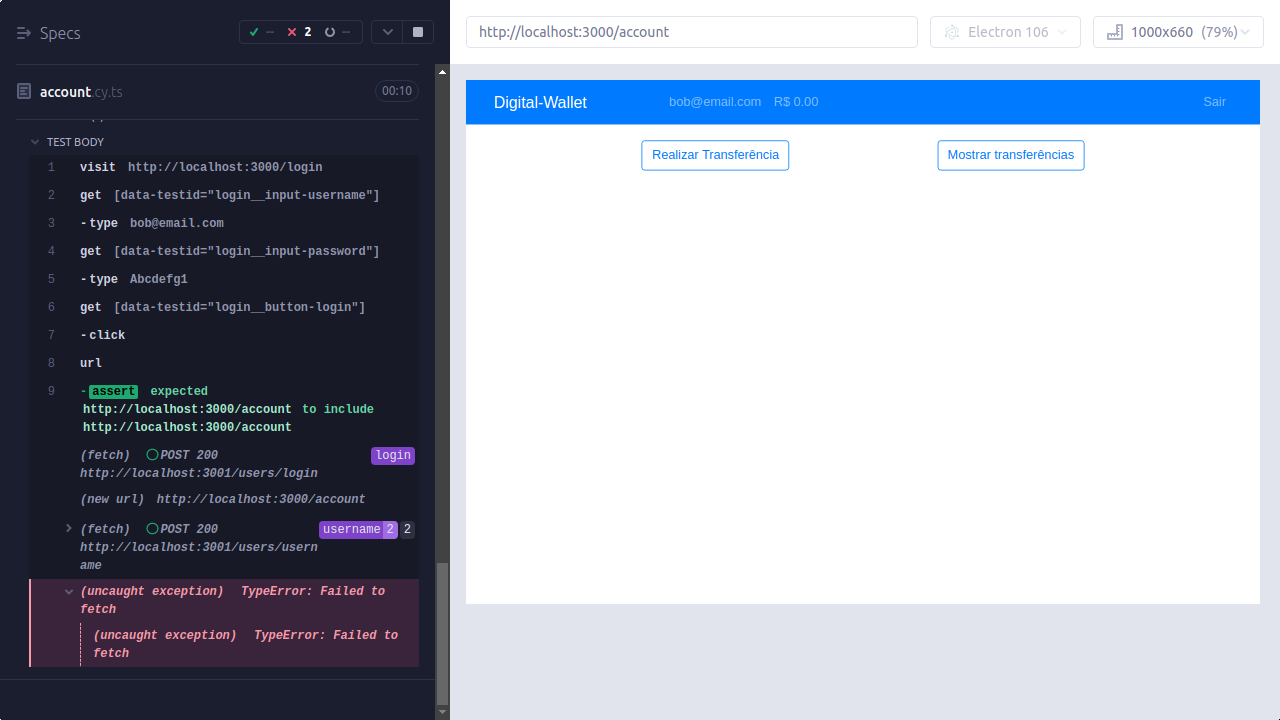 Specs
-- 2 --
account.cy.ts
00:10
TEST BODY
1 visit http://localhost:3000/login
2 get [data-testid="login__input-username"]
3 -type bob@email.com
4 get [data-testid="login__input-password"]
5 -type Abcdefg1
6 get [data-testid="login__button-login"]
7 -click
8 url
9 -assert expected
http://localhost:3000/account to include
http://localhost:3000/account
(fetch) POST 200 login
http://localhost:3001/users/login
(new url) http://localhost:3000/account
(fetch) POST 200 username 2 2
http://localhost:3001/users/usern
ame
(uncaught exception) TypeError: Failed to
fetch
(uncaught exception) TypeError: Failed to
fetch
http://localhost:3000/account
Electron 106
1000x660 (79%)
Digital-Wallet bob@email.com R$ 0.00 Sair
Realizar Transferência Mostrar transferências